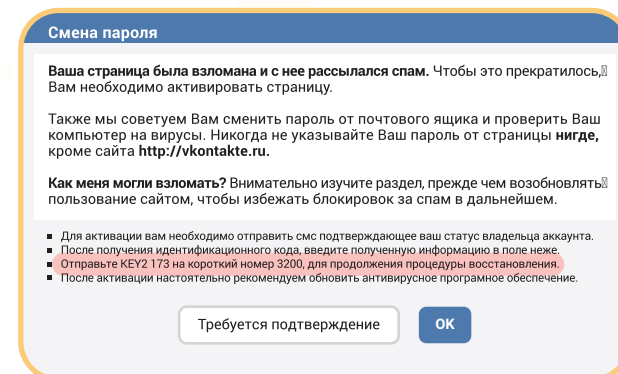 Смена пароля
Ваша страница была взломана и с нее рассылался спам. Чтобы это прекратилось,
Вам необходимо активировать страницу.
Также мы советуем Вам сменить пароль от почтового ящика и проверить Ваш
компьютер на вирусы. Никогда не указывайте Ваш пароль от страницы нигде,
кроме сайта http://vkontakte.ru.
Как меня могли взломать? Внимательно изучите раздел, прежде чем возобновлять
пользование сайтом, чтобы избежать блокировок за спам в дальнейшем.
Для активации вам необходимо отправить смс подтверждающее ваш статус владельца аккаунта.
После получения идентификационного кода, введите полученную информацию в поле неже.
Отправьте KEY2 173 на короткий номер 3200, для продолжения процедуры восстановления.
После активации настоятельно рекомендуем обновить антивирусное програмное обеспечение.
Требуется подтверждение
OK